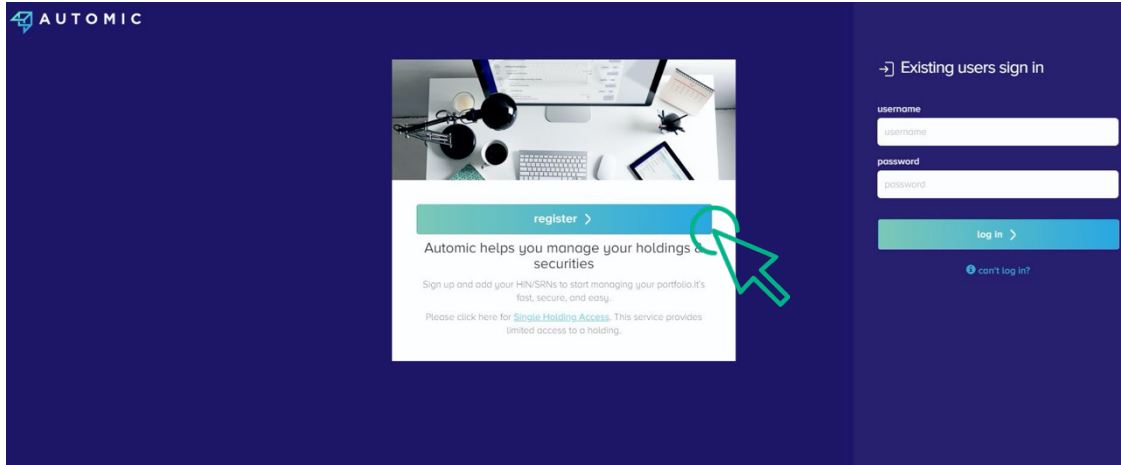 AUTOMIC
register
Automic helps you manage your holdings &
securities
Sign up and add your HIN/SRNs to start managing your portfolio.It's
fast, secure, and easy.
Please click here for Single Holding Access. This service provides
limited access to a holding.
Existing users sign in
username
username
password
password
log in
can't log in?